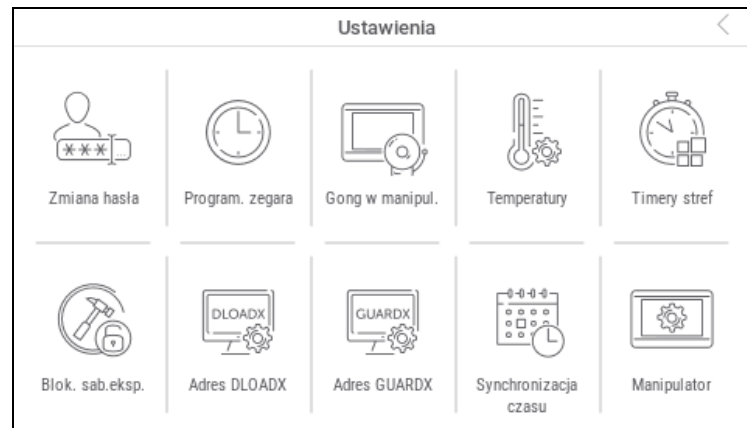 Ustawienia
***
Zmiana hasła
Program. zegara
Gong w manipul.
Temperatury
Timery stref
DLOADX
GUARDX
Blok. sab.eksp.
Adres DLOADX
Adres GUARDX
Synchronizacja
czasu
Manipulator